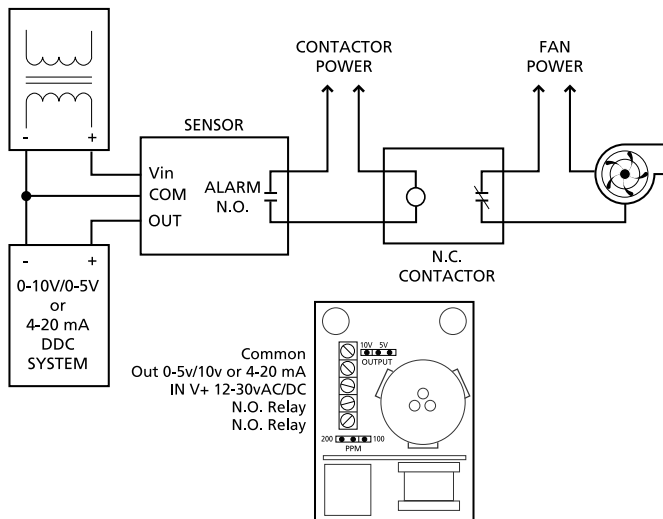 CONTACTOR
POWER
FAN
POWER
SENSOR
- +
Vin
COM
OUT
ALARM
N.O.
N.C.
CONTACTOR
- +
0-10V/0-5V
or
4-20 mA
DDC
SYSTEM
Common
Out 0-5v/10v or 4-20 mA
IN V+ 12-30vAC/DC
N.O. Relay
N.O. Relay
10V 5V
OUTPUT
200 100
PPM